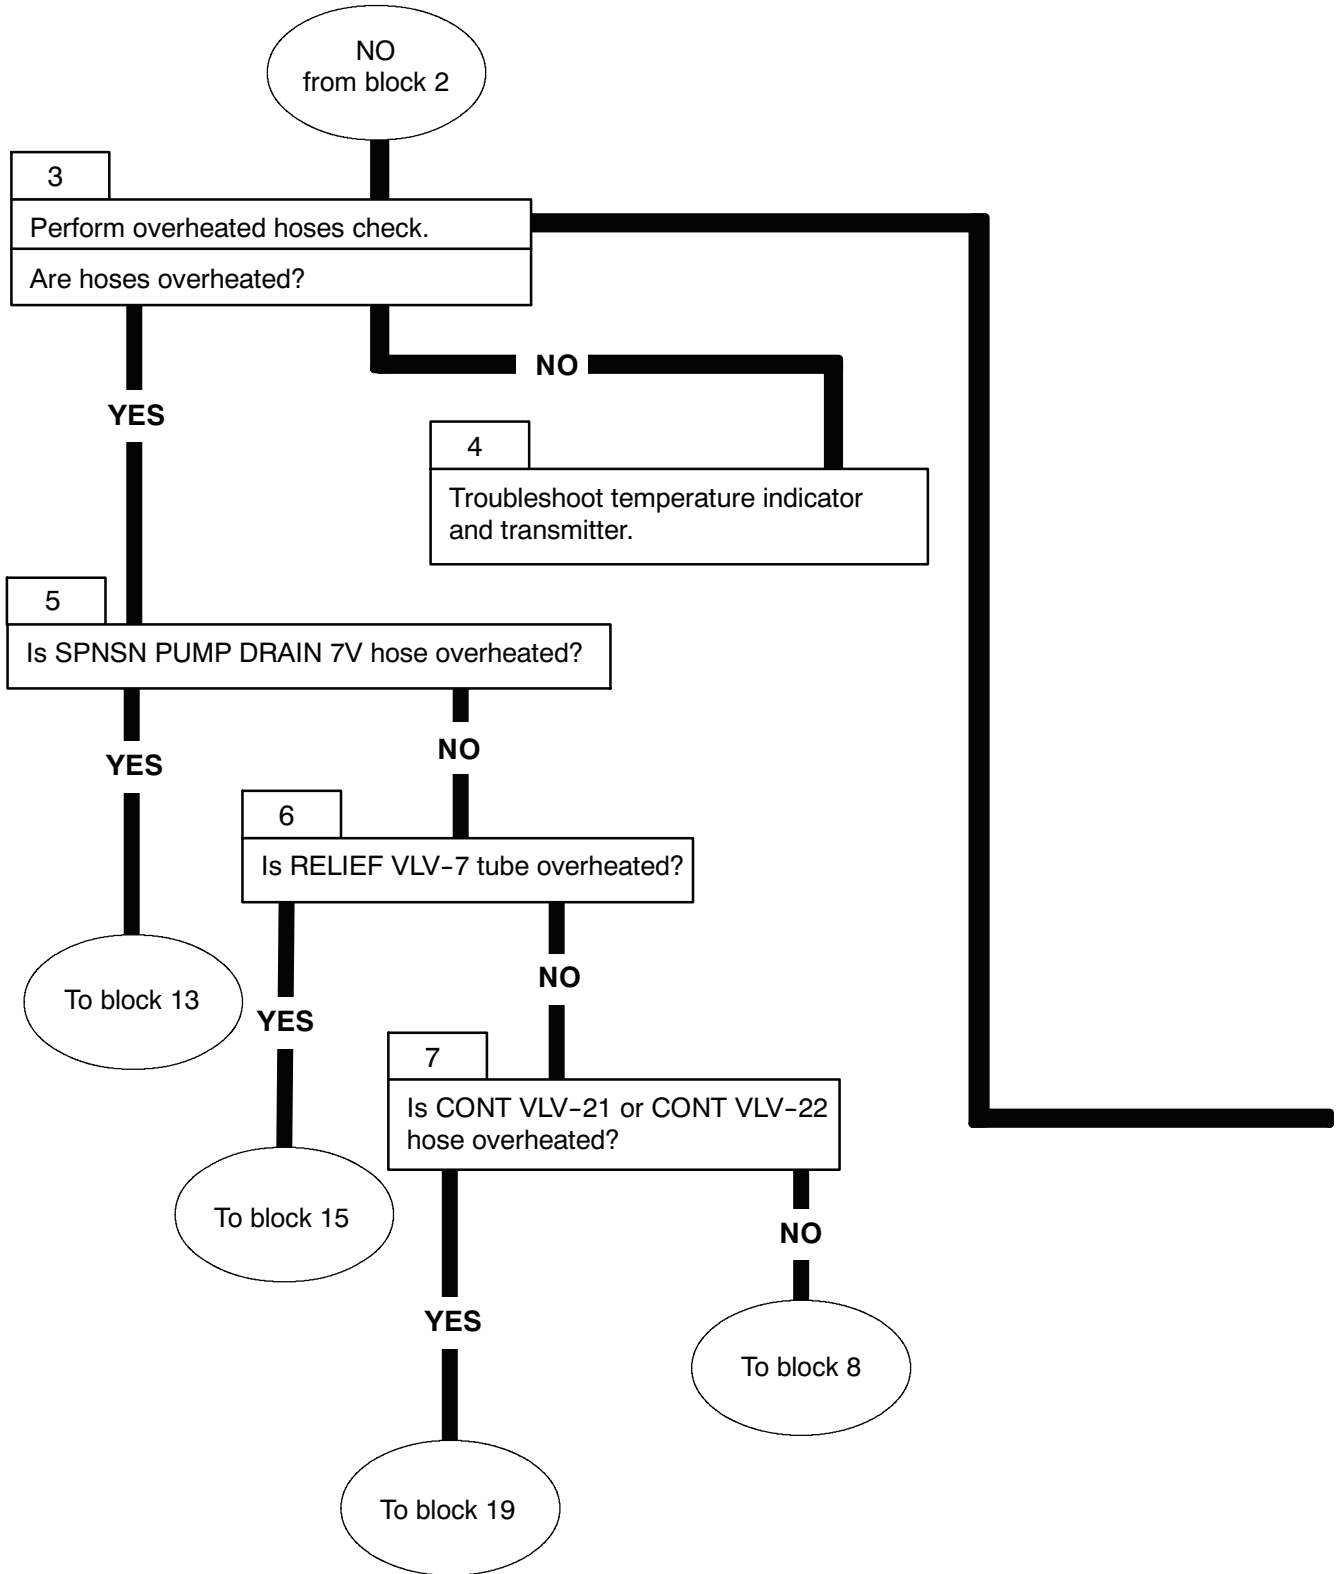 NO
from block 2
3
Perform overheated hoses check.
Are hoses overheated?
NO
YES
4
Troubleshoot temperature indicator
and transmitter.
5
Is SPNSN PUMP DRAIN 7V hose overheated?
YES
NO
6
Is RELIEF VLV-7 tube overheated?
To block 13
YES
NO
7
Is CONT VLV-21 or CONT VLV-22
hose overheated?
To block 15
YES
NO
To block 8
To block 19